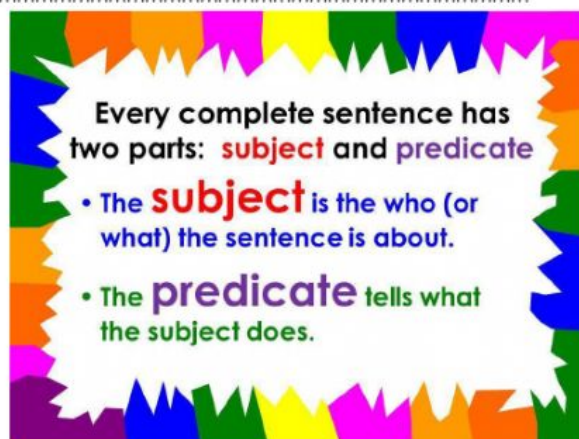 Every complete sentence has
two parts: subject and predicate
• The subject is the who (or
what) the sentence is about.
• The predicate tells what
the subject does.